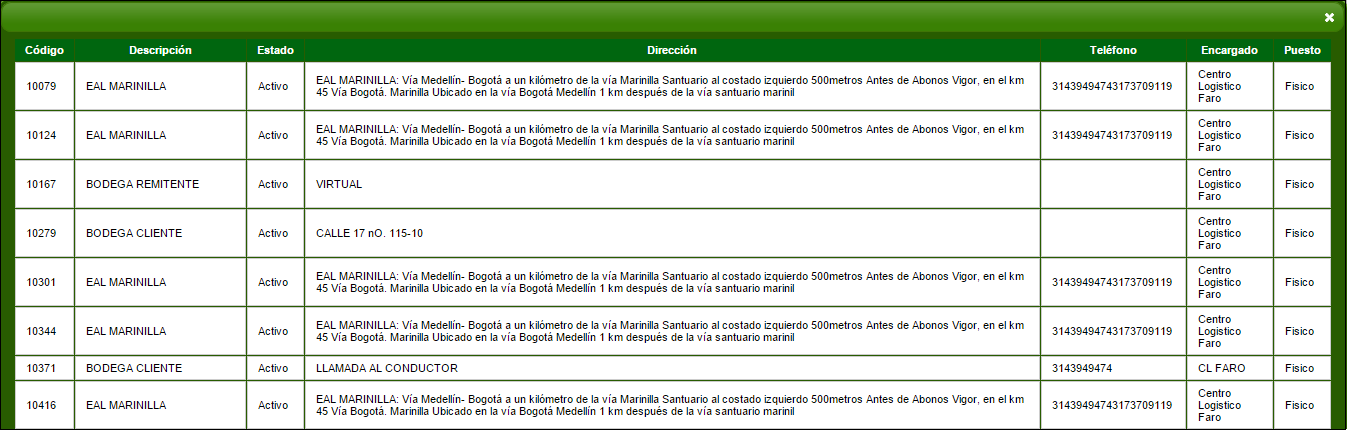 Código Descripción Estado Dirección Teléfono Encargado Puesto
10079 EAL MARINILLA Activo EAL MARINILLA: Vía Medellín- Bogotá a un kilómetro de la vía Marinilla Santuario al costado izquierdo 500metros Antes de Abonos Vigor, en el km
45 Vía Bogotá. Marinilla Ubicado en la vía Bogotá Medellín 1 km después de la vía santuario marinil 31439494743173709119 Centro
Logistico
Faro Fisico
10124 EAL MARINILLA Activo EAL MARINILLA: Vía Medellín- Bogotá a un kilómetro de la vía Marinilla Santuario al costado izquierdo 500metros Antes de Abonos Vigor, en el km
45 Vía Bogotá. Marinilla Ubicado en la vía Bogotá Medellín 1 km después de la vía santuario marinil 31439494743173709119 Centro
Logistico
Faro Fisico
10167 BODEGA REMITENTE Activo VIRTUAL Centro
Logistico
Faro Fisico
10279 BODEGA CLIENTE Activo CALLE 17 nO. 115-10 Centro
Logistico
Faro Fisico
10301 EAL MARINILLA Activo EAL MARINILLA: Vía Medellín- Bogotá a un kilómetro de la vía Marinilla Santuario al costado izquierdo 500metros Antes de Abonos Vigor, en el km
45 Vía Bogotá. Marinilla Ubicado en la vía Bogotá Medellín 1 km después de la vía santuario marinil 31439494743173709119 Centro
Logistico
Faro Fisico
10344 EAL MARINILLA Activo EAL MARINILLA: Vía Medellín- Bogotá a un kilómetro de la vía Marinilla Santuario al costado izquierdo 500metros Antes de Abonos Vigor, en el km
45 Vía Bogotá. Marinilla Ubicado en la vía Bogotá Medellín 1 km después de la vía santuario marinil 31439494743173709119 Centro
Logistico
Faro Fisico
10371 BODEGA CLIENTE Activo LLAMADA AL CONDUCTOR 3143949474 CL FARO Fisico
10416 EAL MARINILLA Activo EAL MARINILLA: Vía Medellín- Bogotá a un kilómetro de la vía Marinilla Santuario al costado izquierdo 500metros Antes de Abonos Vigor, en el km
45 Vía Bogotá. Marinilla Ubicado en la vía Bogotá Medellín 1 km después de la vía santuario marinil 31439494743173709119 Centro
Logistico
Faro Fisico